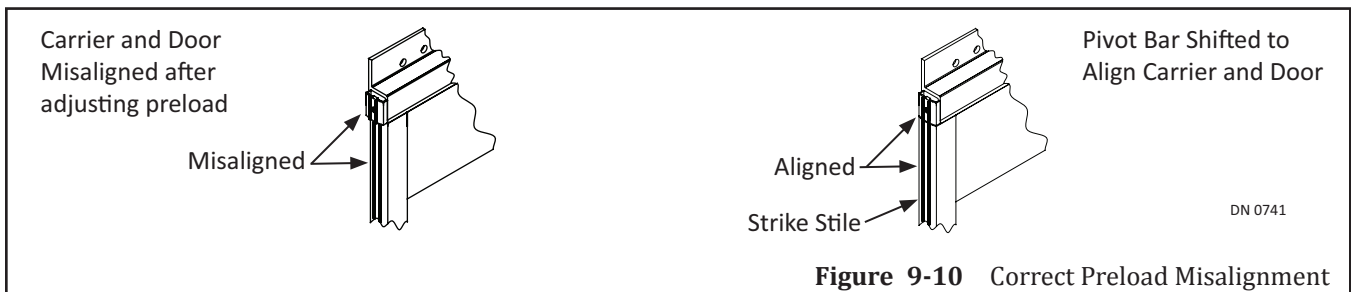 Carrier and Door
Misaligned after
adjusting preload
Misaligned
Pivot Bar Shifted to
Align Carrier and Door
Aligned
Strike Stile
DN 0741
Figure 9-10 Correct Preload Misalignment